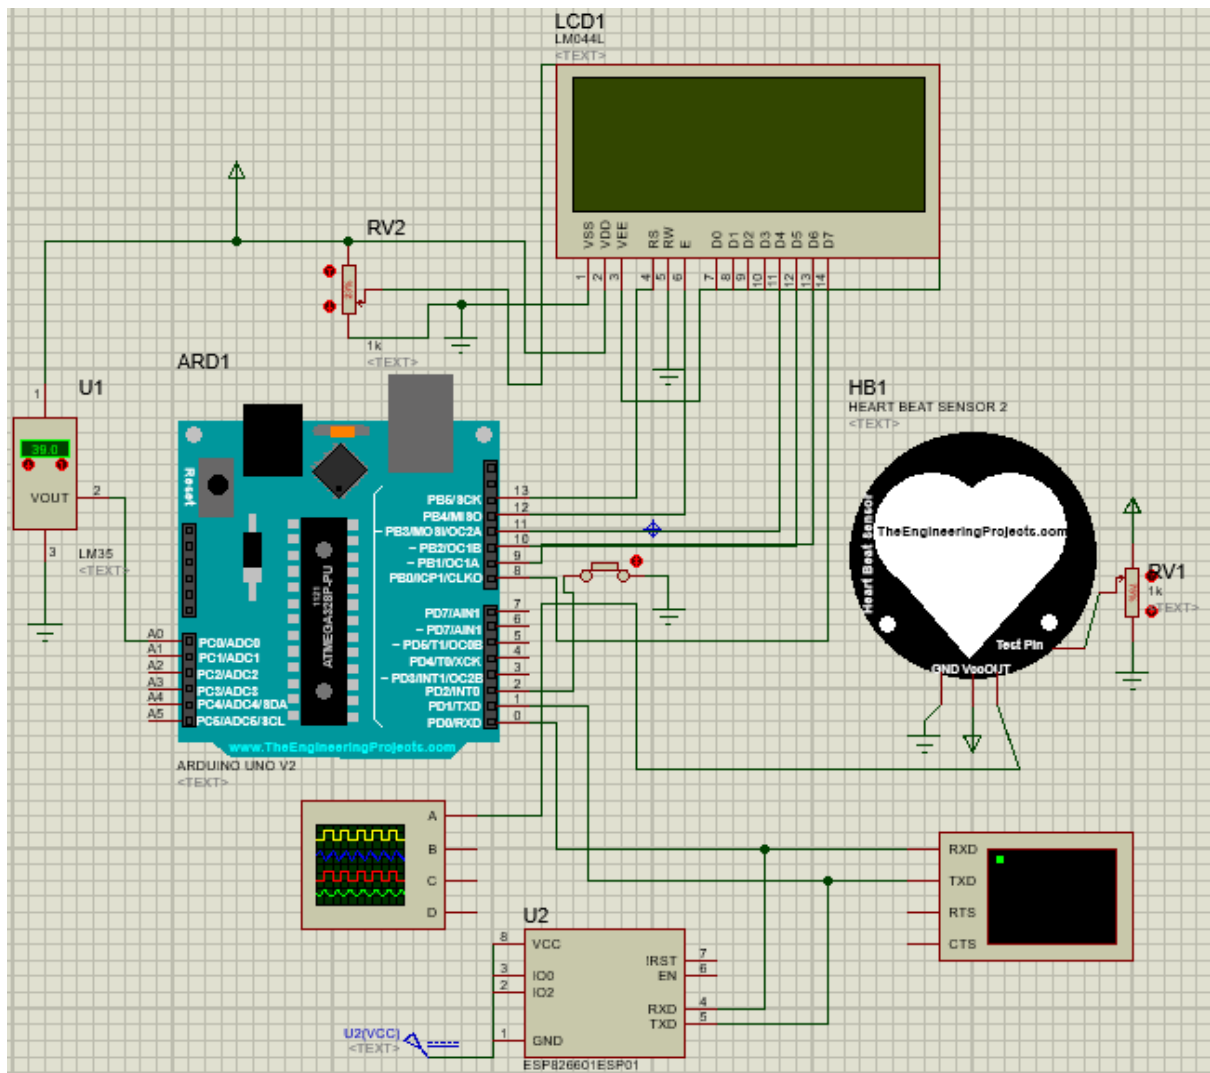 LCD1
LM044L
<TEXT>
VSS
VDD
VEE
RS
RW
E
D0
D1
D2
D3
D4
D5
D6
D7
1
2
3
4
5
6
7
8
9
10
11
12
13
14
RV2
1k
<TEXT>
U1
1
39.0
VOUT
2
3
LM35
<TEXT>
ARD1
Reset
1121
ATMEGA328P-PU
PB5/SCK
PB4/MISO
~ PB3/MOSI/OC2A
~ PB2/OC1B
~ PB1/OC1A
PB0/ICP1/CLKO
PD7/AIN1
~ PD7/AIN1
~ PD5/T1/OC0B
PD4/T0/XCK
~ PD3/INT1/OC2B
PD2/INT0
PD1/TXD
PD0/RXD
13
12
11
10
9
8
7
6
5
4
3
2
1
0
A0
A1
A2
A3
A4
A5
PC0/ADC0
PC1/ADC1
PC2/ADC2
PC3/ADC3
PC4/ADC4/SDA
PC5/ADC5/SCL
www.TheEngineeringProjects.com
ARDUINO UNO V2
<TEXT>
HB1
HEART BEAT SENSOR 2
<TEXT>
Heart Beat Sensor
TheEngineeringProjects.com
Test Pin
GND VccOUT
RV1
1k
<TEXT>
A
B
C
D
U2
8
VCC
3
IO0
2
IO2
1
GND
!RST
7
EN
6
RXD
4
TXD
5
ESP826601ESP01
U2(VCC)
<TEXT>
RXD
TXD
RTS
CTS